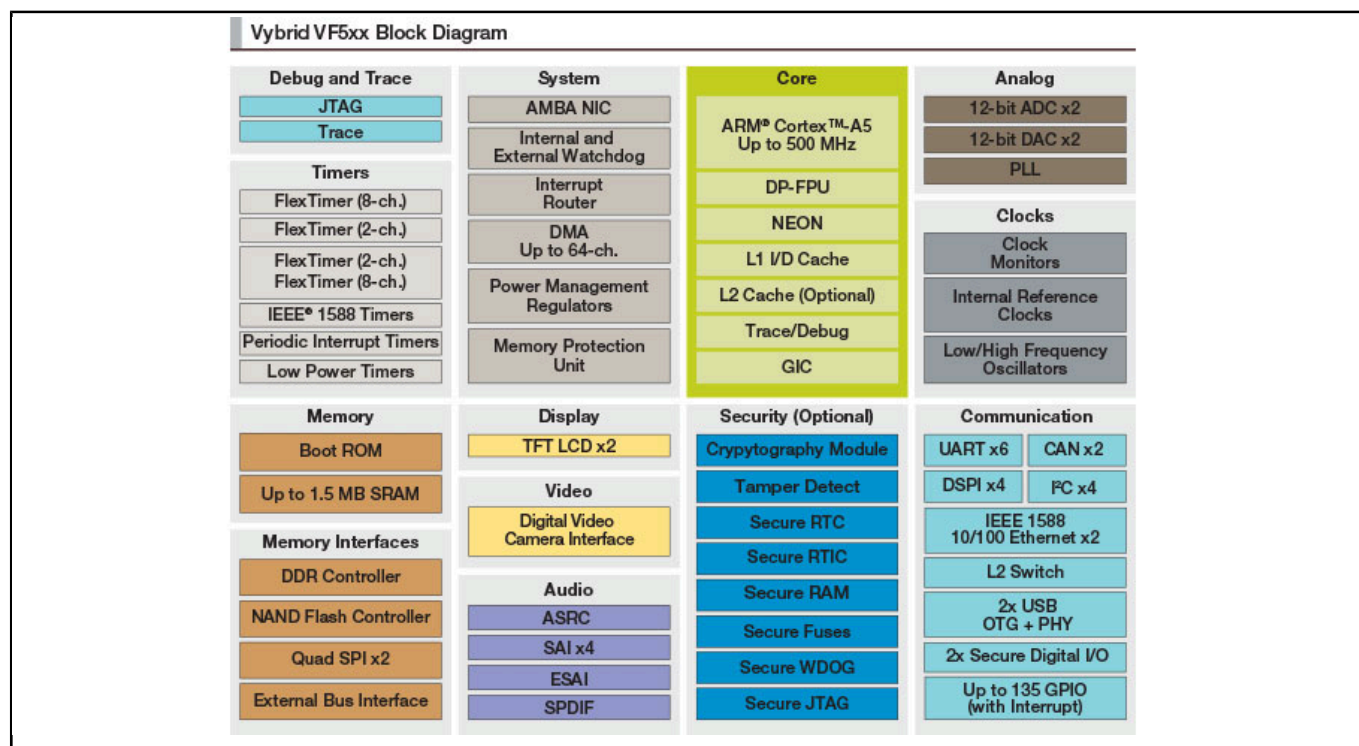 Vybrid VF5xx Block Diagram
Debug and Trace
JTAG
Trace
Timers
FlexTimer (8-ch.)
FlexTimer (2-ch.)
FlexTimer (2-ch.)
FlexTimer (8-ch.)
IEEE® 1588 Timers
Periodic Interrupt Timers
Low Power Timers
System
AMBA NIC
Internal and
External Watchdog
Interrupt
Router
DMA
Up to 64-ch.
Power Management
Regulators
Memory Protection
Unit
Core
ARM® Cortex™-A5
Up to 500 MHz
DP-FPU
NEON
L1 I/D Cache
L2 Cache (Optional)
Trace/Debug
GIC
Analog
12-bit ADC x2
12-bit DAC x2
PLL
Clocks
Clock
Monitors
Internal Reference
Clocks
Low/High Frequency
Oscillators
Memory
Boot ROM
Up to 1.5 MB SRAM
Memory Interfaces
DDR Controller
NAND Flash Controller
Quad SPI x2
External Bus Interface
Display
TFT LCD x2
Video
Digital Video
Camera Interface
Audio
ASRC
SAI x4
ESAI
SPDIF
Security (Optional)
Crypytography Module
Tamper Detect
Secure RTC
Secure RTIC
Secure RAM
Secure Fuses
Secure WDOG
Secure JTAG
Communication
UART x6
CAN x2
DSPI x4
I²C x4
IEEE 1588
10/100 Ethernet x2
L2 Switch
2x USB
OTG + PHY
2x Secure Digital I/O
Up to 135 GPIO
(with Interrupt)